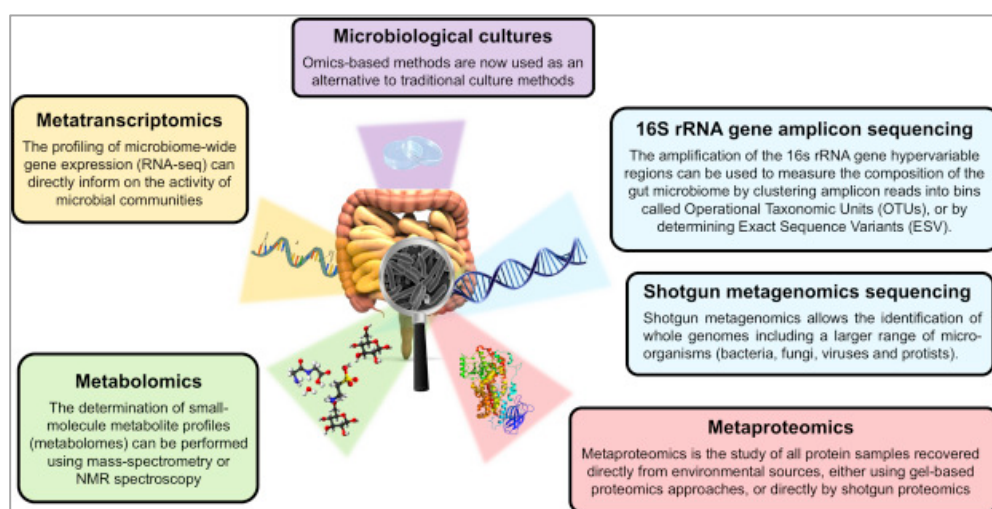 Microbiological cultures
Omics-based methods are now used as an
alternative to traditional culture methods
Metatranscriptomics
The profiling of microbiome-wide
gene expression (RNA-seq) can
directly inform on the activity of
microbial communities
16S rRNA gene amplicon sequencing
The amplification of the 16s rRNA gene hypervariable
regions can be used to measure the composition of the
gut microbiome by clustering amplicon reads into bins
called Operational Taxonomic Units (OTUs), or by
determining Exact Sequence Variants (ESV).
Shotgun metagenomics sequencing
Shotgun metagenomics allows the identification of
whole genomes including a larger range of micro-
organisms (bacteria, fungi, viruses and protists).
Metabolomics
The determination of small-
molecule metabolite profiles
(metabolomes) can be performed
using mass-spectrometry or
NMR spectroscopy
Metaproteomics
Metaproteomics is the study of all protein samples recovered
directly from environmental sources, either using gel-based
proteomics approaches, or directly by shotgun proteomics